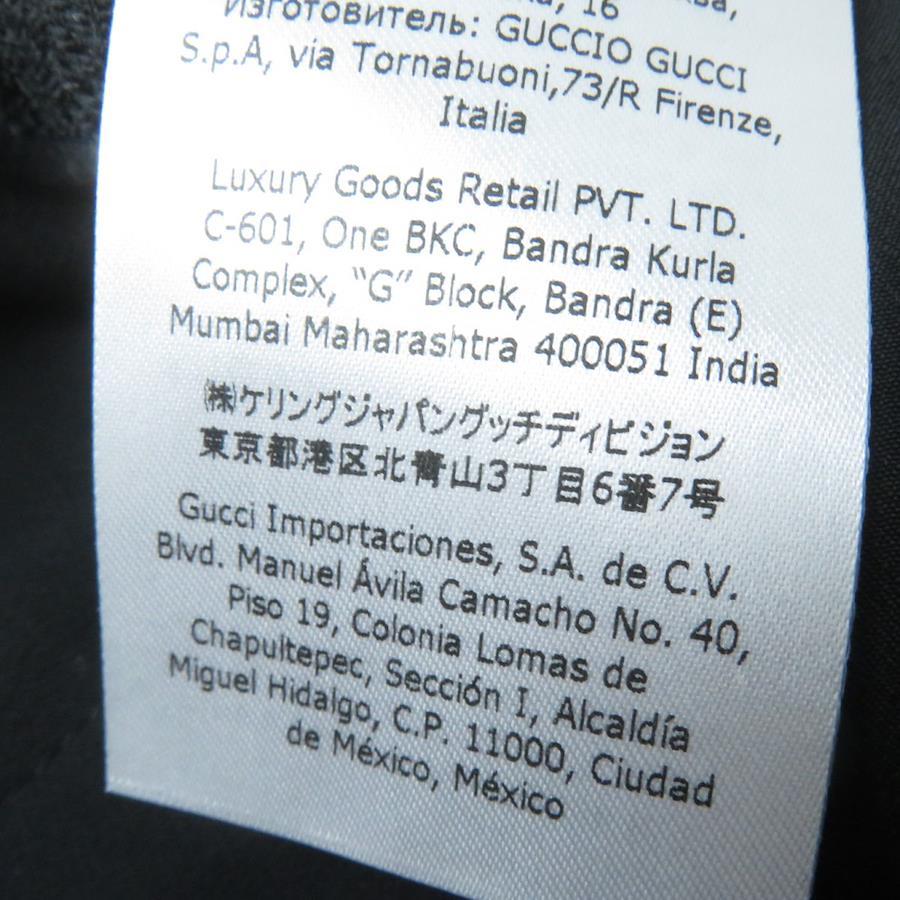 16
Изготовитель: GUCCIO GUCCI
S.p.A, via Tornabuoni,73/R Firenze,
Italia
Luxury Goods Retail PVT. LTD.
C-601, One BKC, Bandra Kurla
Complex, “G” Block, Bandra (E)
Mumbai Maharashtra 400051 India
㈱ケリングジャパングッチディビジョン
東京都港区北青山3丁目6番7号
Gucci Importaciones, S.A. de C.V.
Blvd. Manuel Ávila Camacho No. 40,
Piso 19, Colonia Lomas de
Chapultepec, Sección I, Alcaldía
Miguel Hidalgo, C.P. 11000, Ciudad
de México, México